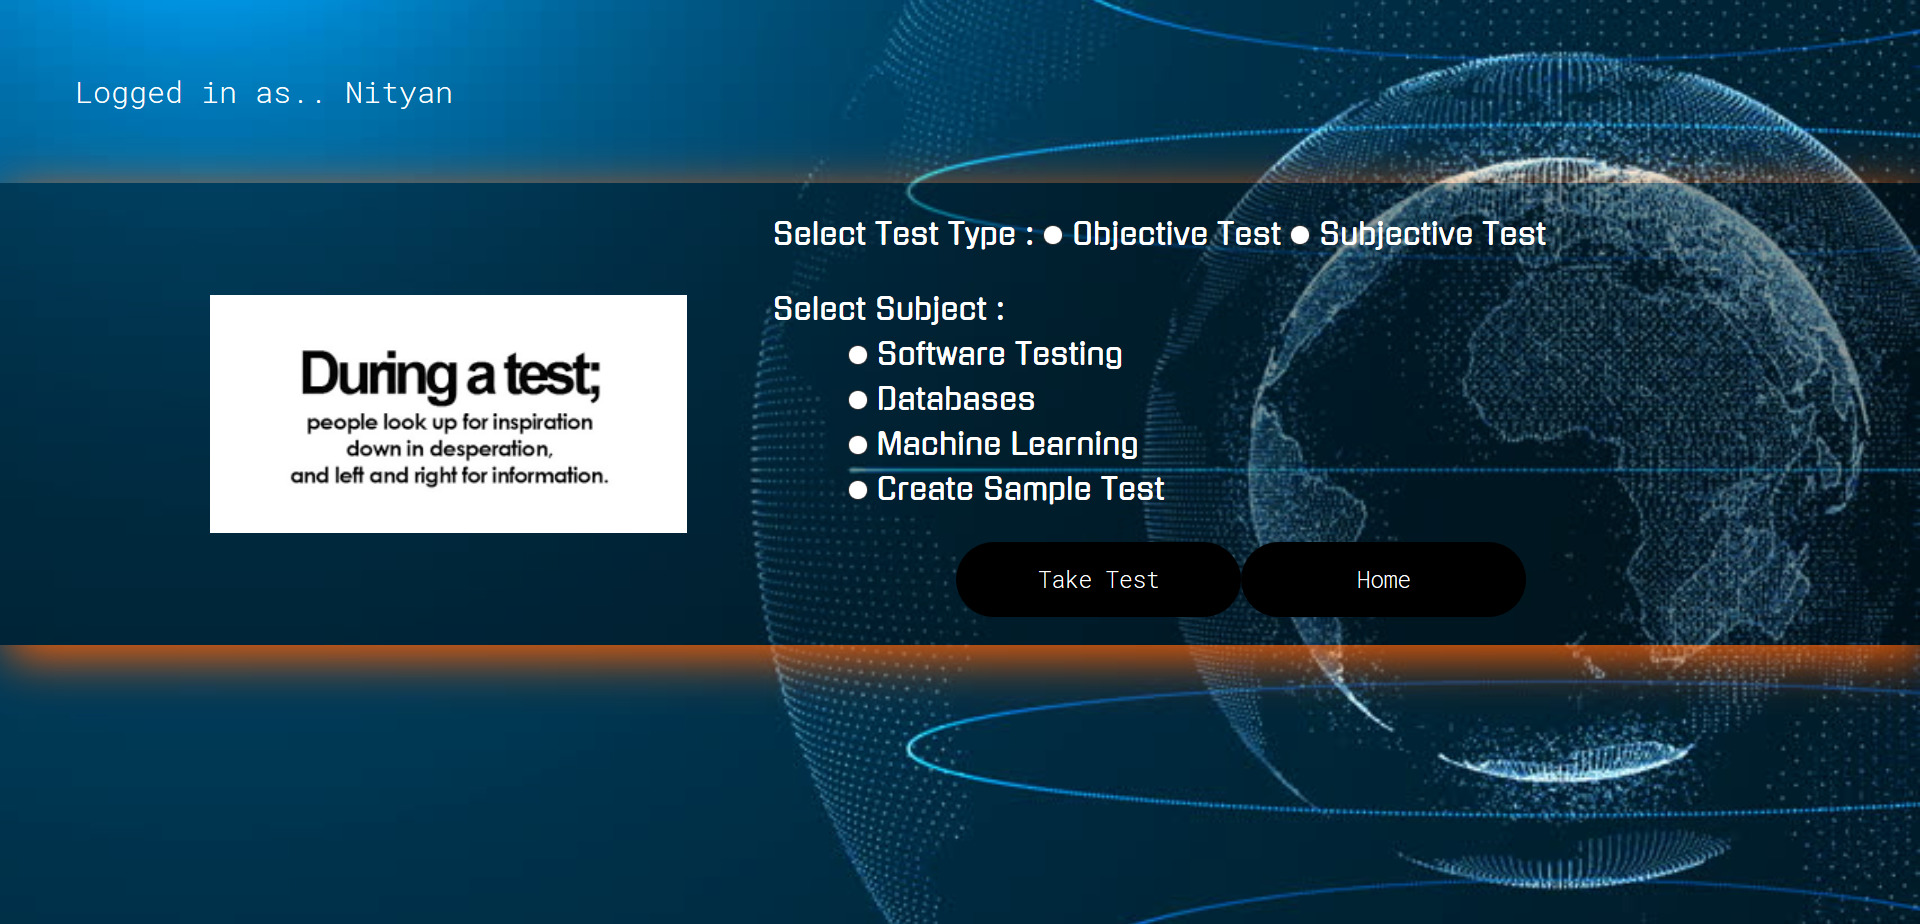 Logged in as.. Nityan
Select Test Type : Objective Test Subjective Test
During a test;
people look up for inspiration
down in desperation,
and left and right for information.
Select Subject :
Software Testing
Databases
Machine Learning
Create Sample Test
Take Test Home